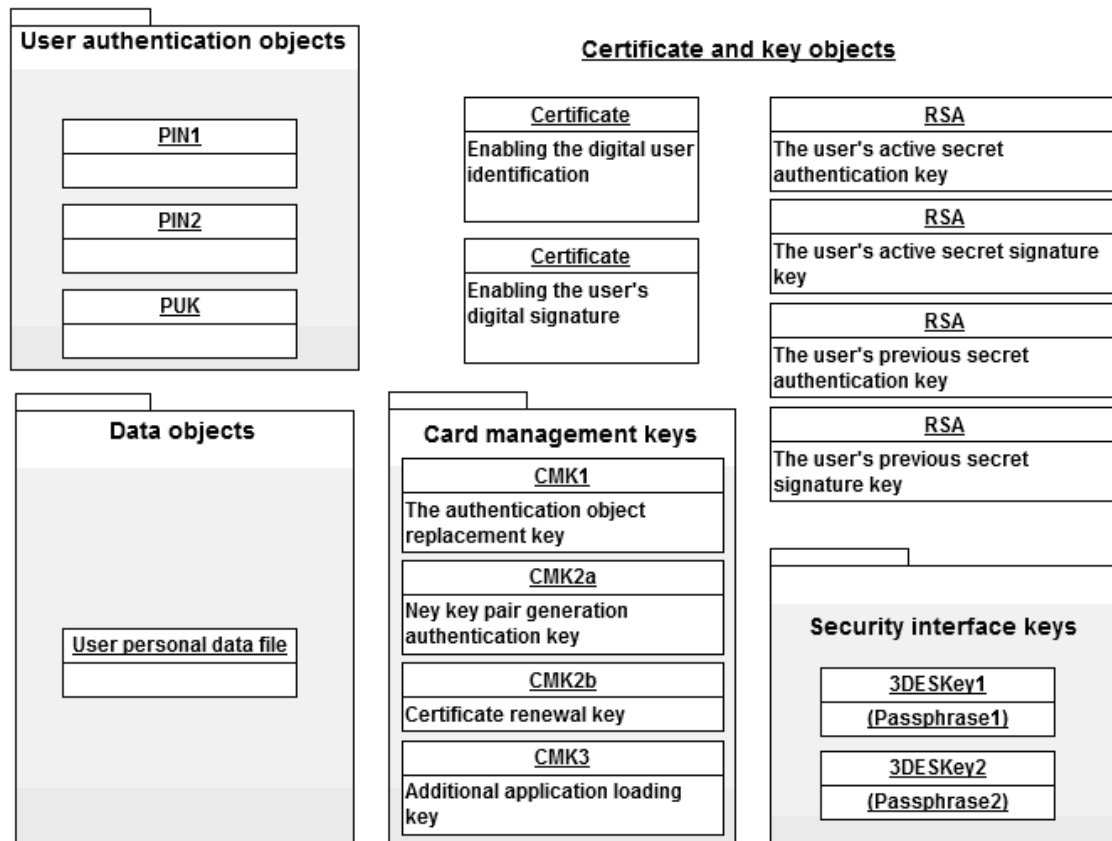 User authentication objects
PIN1
PIN2
PUK
Certificate and key objects
Certificate
Enabling the digital user
identification
Certificate
Enabling the user's
digital signature
RSA
The user's active secret
authentication key
RSA
The user's active secret signature
key
RSA
The user's previous secret
authentication key
RSA
The user's previous secret
signature key
Data objects
User personal data file
Card management keys
CMK1
The authentication object
replacement key
CMK2a
Ney key pair generation
authentication key
CMK2b
Certificate renewal key
CMK3
Additional application loading
key
Security interface keys
3DESKey1
(Passphrase1)
3DESKey2
(Passphrase2)